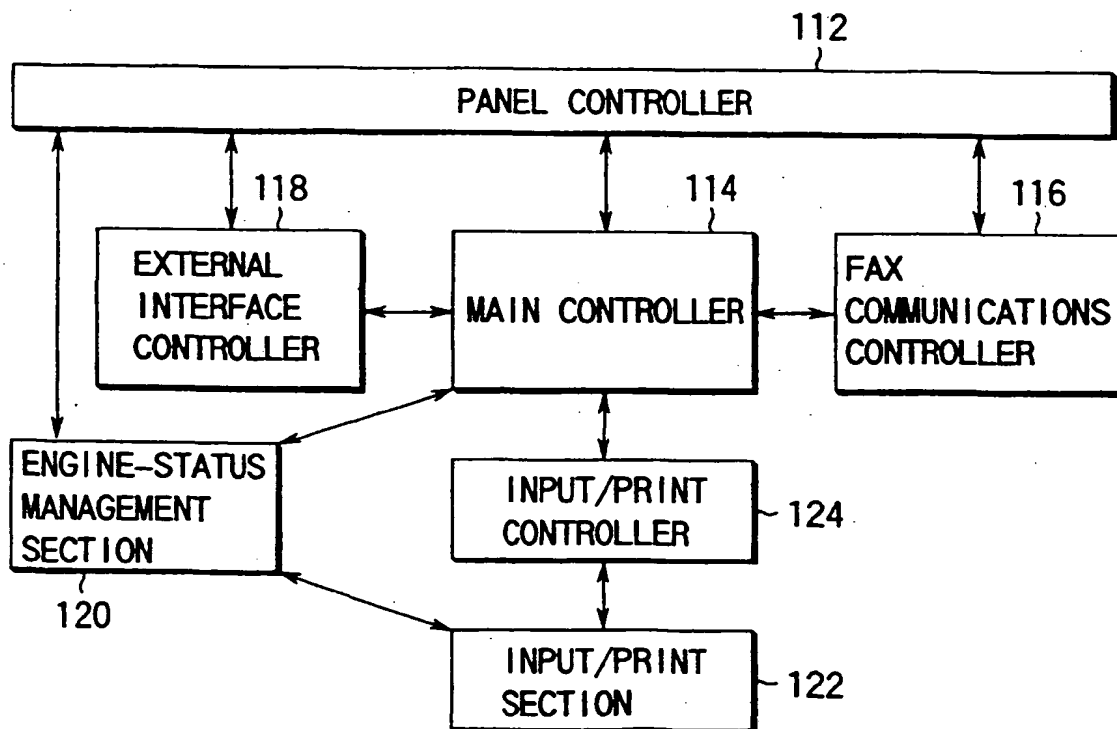 112
PANEL CONTROLLER
118
114
116
EXTERNAL
INTERFACE
CONTROLLER
MAIN CONTROLLER
FAX
COMMUNICATIONS
CONTROLLER
ENGINE-STATUS
MANAGEMENT
SECTION
120
INPUT/PRINT
CONTROLLER
124
INPUT/PRINT
SECTION
122